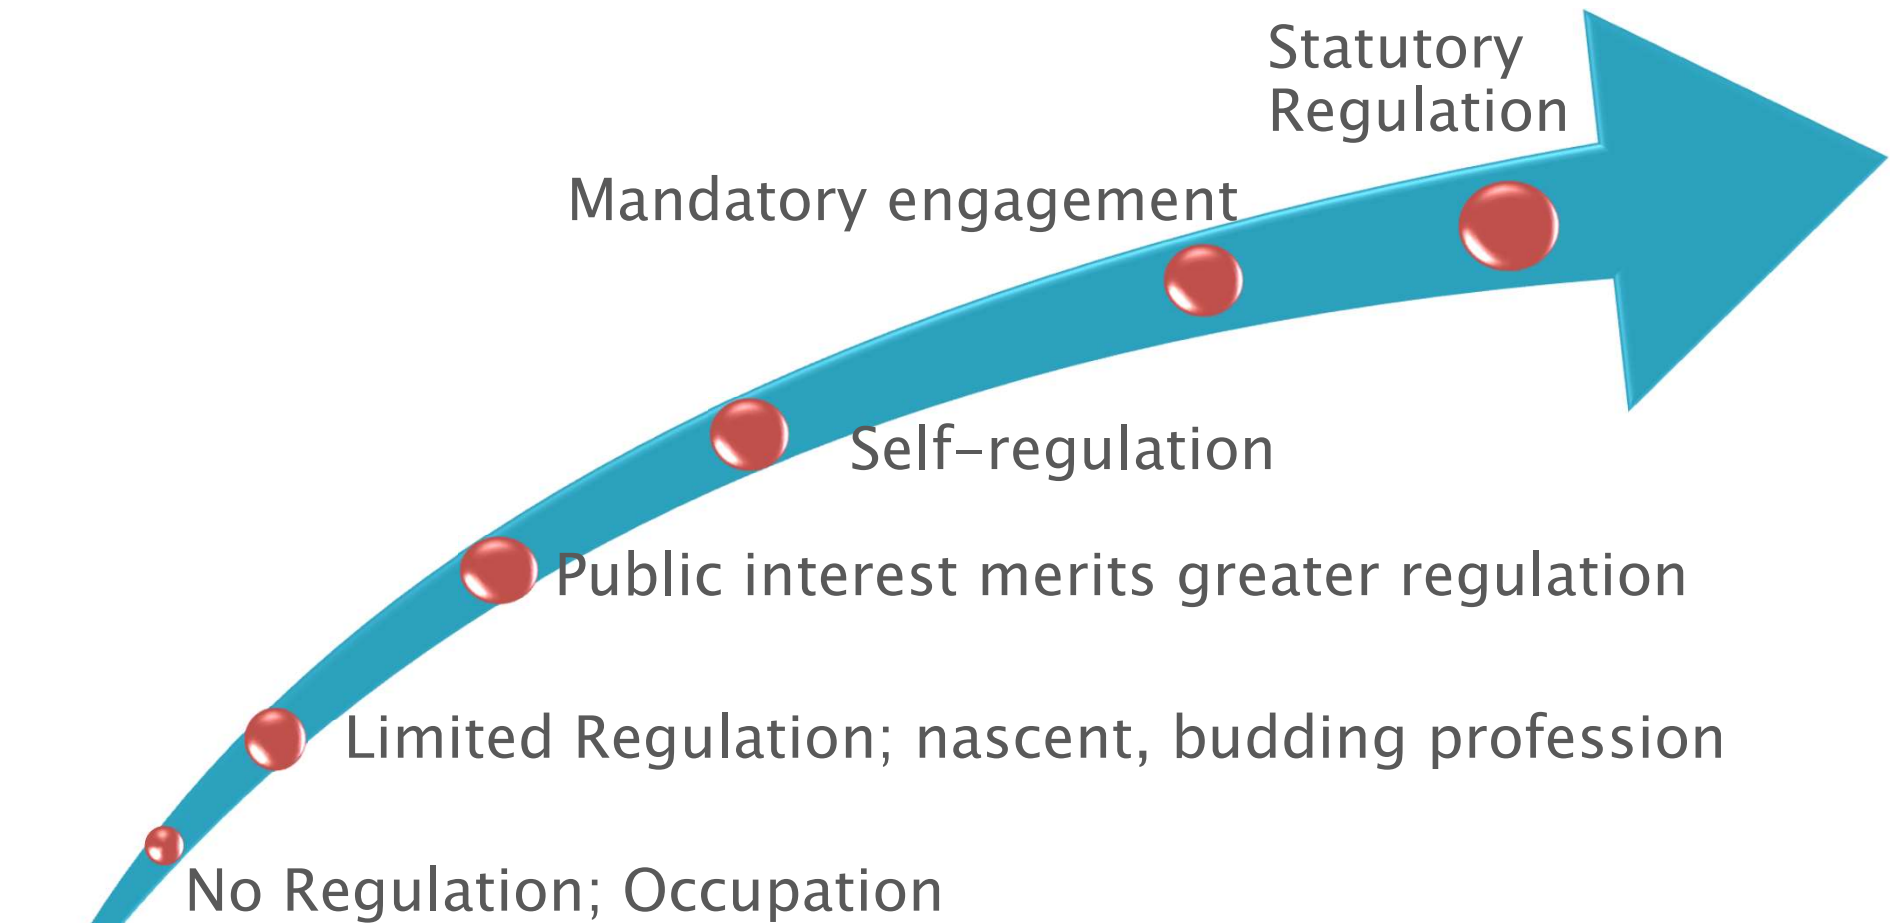 Statutory
Regulation
Mandatory engagement
Self-regulation
Public interest merits greater regulation
Limited Regulation; nascent, budding profession
No Regulation; Occupation